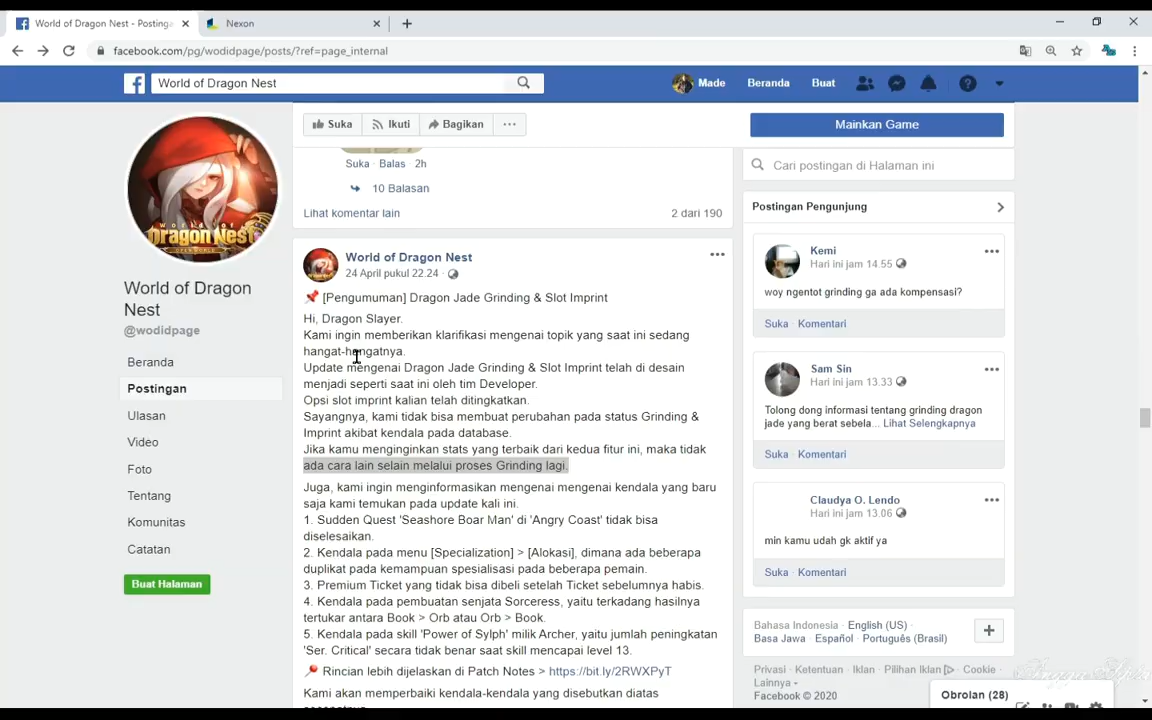 World of Dragon Nest - Postinga
Nexon
facebook.com/pg/wodidpage/posts/?ref=page_internal
World of Dragon Nest
Made
Beranda
Buat
Suka
Ikuti
Bagikan
Mainkan Game
World of Dragon Nest
World of Dragon
Nest
@wodidpage
Beranda
Postingan
Ulasan
Video
Foto
Tentang
Komunitas
Catatan
Buat Halaman
Suka · Balas · 2h
10 Balasan
Lihat komentar lain
2 dari 190
World of Dragon Nest
24 April pukul 22.24 ·
[Pengumuman] Dragon Jade Grinding & Slot Imprint
Hi, Dragon Slayer.
Kami ingin memberikan klarifikasi mengenai topik yang saat ini sedang
hangat-hangatnya.
Update mengenai Dragon Jade Grinding & Slot Imprint telah di desain
menjadi seperti saat ini oleh tim Developer.
Opsi slot imprint kalian telah ditingkatkan.
Sayangnya, kami tidak bisa membuat perubahan pada status Grinding &
Imprint akibat kendala pada database.
Jika kamu menginginkan stats yang terbaik dari kedua fitur ini, maka tidak
ada cara lain selain melalui proses Grinding lagi.
Juga, kami ingin menginformasikan mengenai mengenai kendala yang baru
saja kami temukan pada update kali ini.
1. Sudden Quest 'Seashore Boar Man' di 'Angry Coast' tidak bisa
diselesaikan.
2. Kendala pada menu [Specialization] > [Alokasi], dimana ada beberapa
duplikat pada kemampuan spesialisasi pada beberapa pemain.
3. Premium Ticket yang tidak bisa dibeli setelah Ticket sebelumnya habis.
4. Kendala pada pembuatan senjata Sorceress, yaitu terkadang hasilnya
tertukar antara Book > Orb atau Orb > Book.
5. Kendala pada skill 'Power of Sylph' milik Archer, yaitu jumlah peningkatan
'Ser. Critical' secara tidak benar saat skill mencapai level 13.
Rincian lebih dijelaskan di Patch Notes > https://bit.ly/2RWXPyT
Kami akan memperbaiki kendala-kendala yang disebutkan diatas
Cari postingan di Halaman ini
Postingan Pengunjung
Kemi
Hari ini jam 14.55
woy ngentot grinding ga ada kompensasi?
Suka · Komentari
Sam Sin
Hari ini jam 13.33
Tolong dong informasi tentang grinding dragon
jade yang berat sebela... Lihat Selengkapnya
Suka · Komentari
Claudya O. Lendo
Hari ini jam 13.06
min kamu udah gk aktif ya
Suka · Komentari
Bahasa Indonesia · English (US) ·
Basa Jawa · Español · Português (Brasil)
Privasi · Ketentuan · Iklan · Pilihan Iklan · Cookie ·
Lainnya
Facebook © 2020
Obrolan (28)